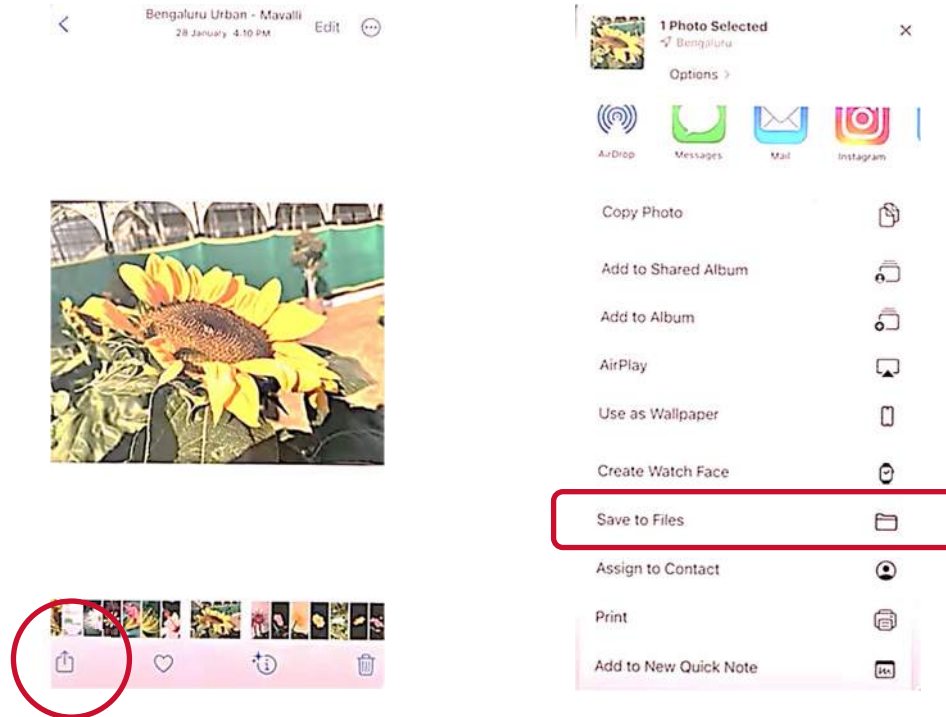 Bengaluru Urban - Mavalli
28 January 4.10 PM
Edit
1 Photo Selected
Bengaluru
Options >
AirDrop
Messages
Mail
Instagram
Copy Photo
Add to Shared Album
Add to Album
AirPlay
Use as Wallpaper
Create Watch Face
Save to Files
Assign to Contact
Print
Add to New Quick Note